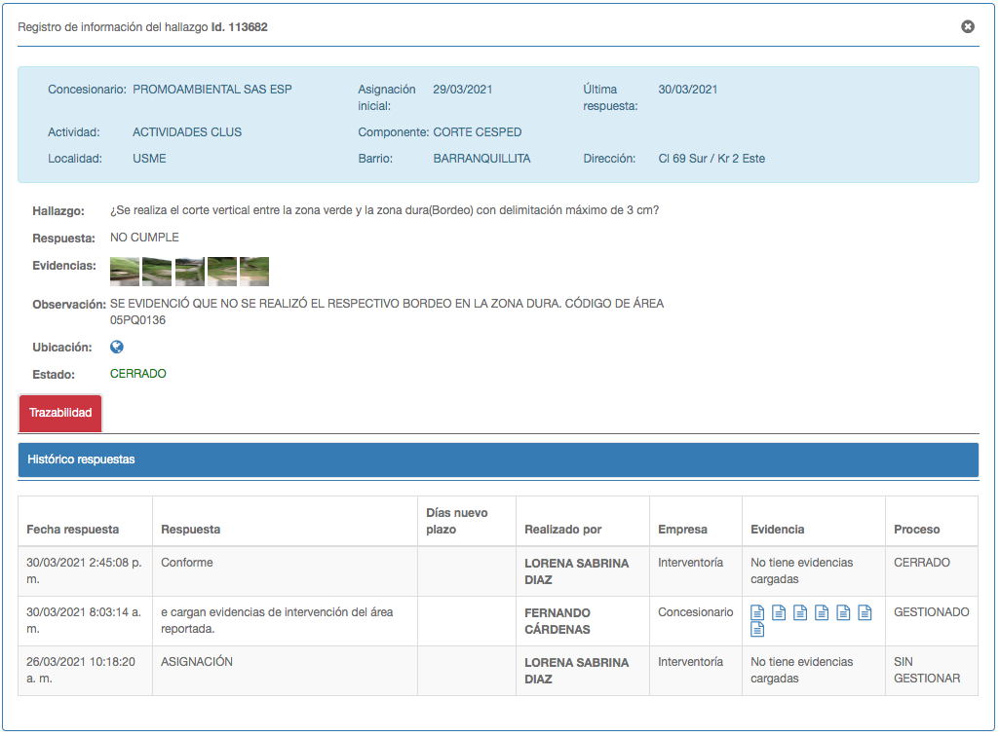 Registro de información del hallazgo Id. 113682
Concesionario: PROMOAMBIENTAL SAS ESP Asignación inicial: 29/03/2021 Última respuesta: 30/03/2021
Actividad: ACTIVIDADES CLUS Componente: CORTE CESPED
Localidad: USME Barrio: BARRANQUILLITA Dirección: Cl 69 Sur / Kr 2 Este
Hallazgo: ¿Se realiza el corte vertical entre la zona verde y la zona dura(Bordeo) con delimitación máximo de 3 cm?
Respuesta: NO CUMPLE
Evidencias:
Observación: SE EVIDENCIÓ QUE NO SE REALIZÓ EL RESPECTIVO BORDEO EN LA ZONA DURA. CÓDIGO DE ÁREA
05PQ0136
Ubicación:
Estado: CERRADO
Trazabilidad
Histórico respuestas
Fecha respuesta Respuesta Días nuevo plazo Realizado por Empresa Evidencia Proceso
30/03/2021 2:45:08 p. m. Conforme LORENA SABRINA DIAZ Interventoría No tiene evidencias cargadas CERRADO
30/03/2021 8:03:14 a. m. e cargan evidencias de intervención del área reportada. FERNANDO CÁRDENAS Concesionario GESTIONADO
26/03/2021 10:18:20 a. m. ASIGNACIÓN LORENA SABRINA DIAZ Interventoría No tiene evidencias cargadas SIN GESTIONAR